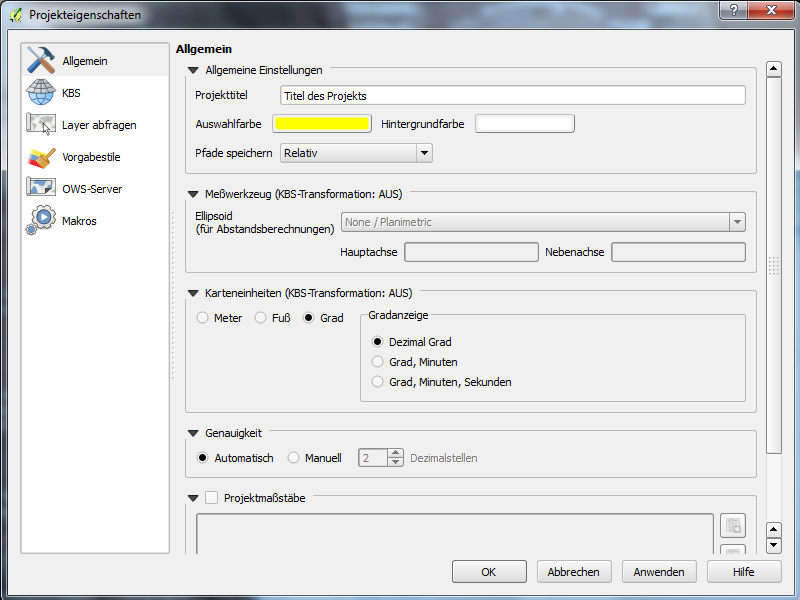 Projekteigenschaften
?
Allgemein
KBS
Layer abfragen
Vorgabestile
OWS-Server
Makros
Allgemein
Allgemeine Einstellungen
Projekttitel Titel des Projekts
Auswahlfarbe Hintergrundfarbe
Pfade speichern Relativ
Meßwerkzeug (KBS-Transformation: AUS)
Ellipsoid
(für Abstandsberechnungen) None / Planimetric
Hauptachse Nebenachse
Karteneinheiten (KBS-Transformation: AUS)
Meter Fuß Grad
Gradanzeige
Dezimal Grad
Grad, Minuten
Grad, Minuten, Sekunden
Genauigkeit
Automatisch Manuell 2 Dezimalstellen
Projektmaßstäbe
OK Abbrechen Anwenden Hilfe